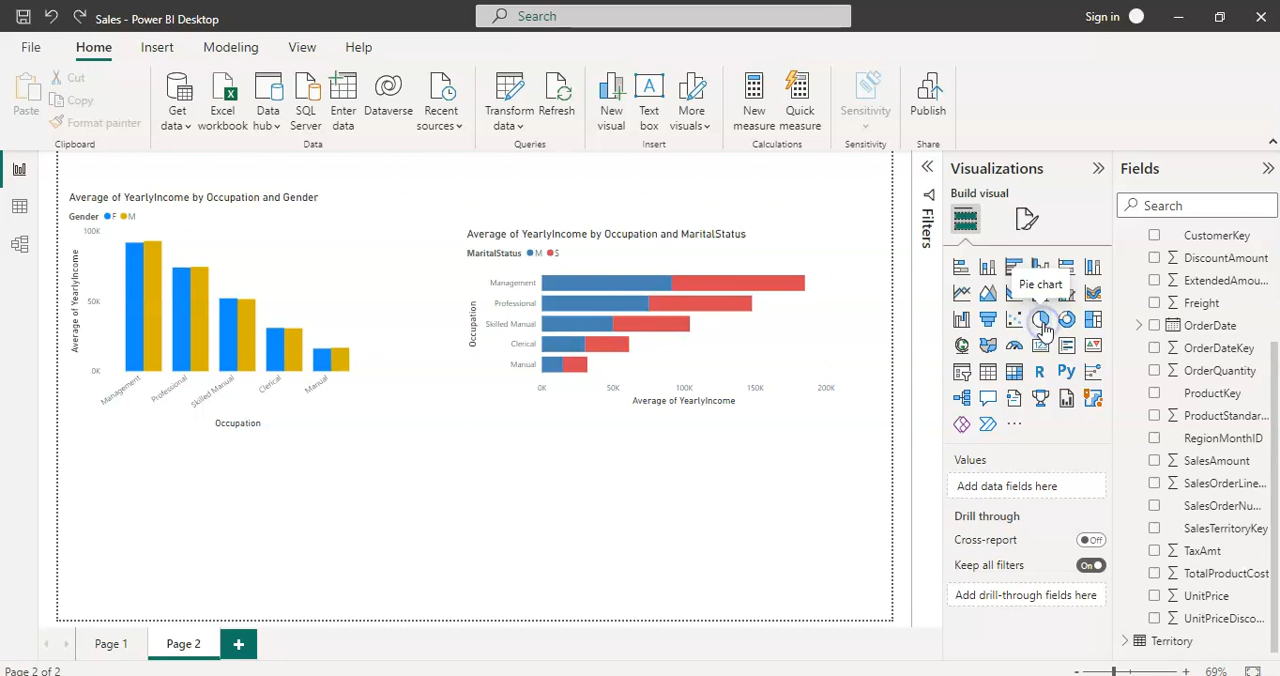 Sales - Power BI Desktop
Search
Sign in
File
Home
Insert
Modeling
View
Help
Paste
Cut
Copy
Format painter
Clipboard
Get data
Excel workbook
Data hub
SQL Server
Enter data
Dataverse
Recent sources
Data
Transform data
Refresh
Queries
New visual
Text box
More visuals
Insert
New measure
Quick measure
Calculations
Sensitivity
Sensitivity
Publish
Share
Average of YearlyIncome by Occupation and Gender
Gender F M
Average of YearlyIncome
100K
50K
0K
Management
Professional
Skilled Manual
Clerical
Manual
Occupation
Average of YearlyIncome by Occupation and MaritalStatus
MaritalStatus M S
Occupation
Management
Professional
Skilled Manual
Clerical
Manual
0K 50K 100K 150K 200K
Average of YearlyIncome
Filters
Visualizations
Build visual
Pie chart
R
Py
123
Values
Add data fields here
Drill through
Cross-report
Off
Keep all filters
On
Add drill-through fields here
Fields
Search
CustomerKey
DiscountAmount
ExtendedAmou...
Freight
OrderDate
OrderDateKey
OrderQuantity
ProductKey
ProductStandar...
RegionMonthID
SalesAmount
SalesOrderLine...
SalesOrderNu...
SalesTerritoryKey
TaxAmt
TotalProductCost
UnitPrice
UnitPriceDisco...
Territory
Page 1
Page 2
Page 2 of 2
69%